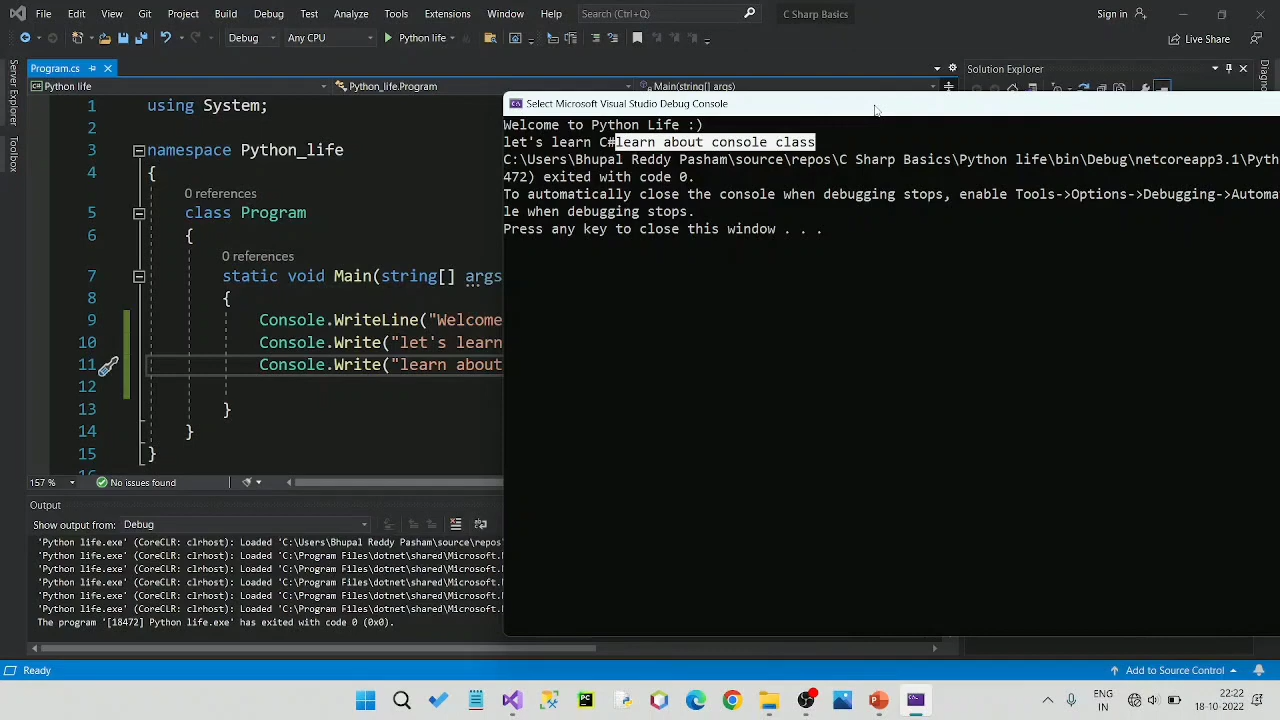 File Edit View Git Project Build Debug Test Analyze Tools Extensions Window Help Search (Ctrl+Q) C Sharp Basics Sign in
Debug Any CPU Python life Live Share
Program.cs Solution Explorer
Python life Python_life.Program Main(string[] args)
Server Explorer
Toolbox
Select Microsoft Visual Studio Debug Console
1 using System;
2
3 namespace Python_life
4 {
0 references
5 class Program
6 {
0 references
7 static void Main(string[] args
8 {
9 Console.WriteLine("Welcome
10 Console.Write("let's learn
11 Console.Write("learn about
12
13 }
14 }
15 }
Welcome to Python Life :)
let's learn C#learn about console class
C:\Users\Bhupal Reddy Pasham\source\repos\C Sharp Basics\Python life\bin\Debug\netcoreapp3.1\Pyth
472) exited with code 0.
To automatically close the console when debugging stops, enable Tools->Options->Debugging->Automa
le when debugging stops.
Press any key to close this window . . .
157 % No issues found
Output
Show output from: Debug
'Python life.exe' (CoreCLR: clrhost): Loaded 'C:\Users\Bhupal Reddy Pasham\source\repos
'Python life.exe' (CoreCLR: clrhost): Loaded 'C:\Program Files\dotnet\shared\Microsoft.
'Python life.exe' (CoreCLR: clrhost): Loaded 'C:\Program Files\dotnet\shared\Microsoft.
'Python life.exe' (CoreCLR: clrhost): Loaded 'C:\Program Files\dotnet\shared\Microsoft.
'Python life.exe' (CoreCLR: clrhost): Loaded 'C:\Program Files\dotnet\shared\Microsoft.
'Python life.exe' (CoreCLR: clrhost): Loaded 'C:\Program Files\dotnet\shared\Microsoft.
The program '[18472] Python life.exe' has exited with code 0 (0x0).
Ready Add to Source Control
ENG
IN
22:22
18-10-2022